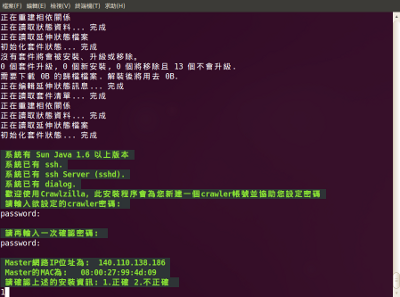 檔案(F) 編輯(E) 檢視(V) 終端機(T) 求助(H)
正在重建相依關係
正在讀取狀態資料... 完成
正在讀取延伸狀態檔案
初始化套件狀態... 完成
沒有套件將會被安裝、升級或移除。
0 個套件升級，0 個新安裝，0 個將移除且 13 個不會升級.
需要下載 0B 的歸檔檔案. 解裝後將用去 0B.
正在編輯延伸狀態訊息... 完成
正在讀取套件清單... 完成
正在重建相依關係
正在讀取狀態資料... 完成
正在讀取延伸狀態檔案
初始化套件狀態... 完成
系統有 Sun Java 1.6 以上版本
系統已有 ssh.
系統已有 ssh Server (sshd).
系統已有 dialog.
歡迎使用Crawlzilla，此安裝程序會為您新建一個crawler帳號並協助您設定密碼
請輸入欲設定的crawler密碼:
password:
請再輸入一次確認密碼:
password:
Master網路IP位址為: 140.110.138.186
Master的MAC為: 08:00:27:99:4d:09
請確認上述的安裝資訊: 1.正確 2.不正確
1